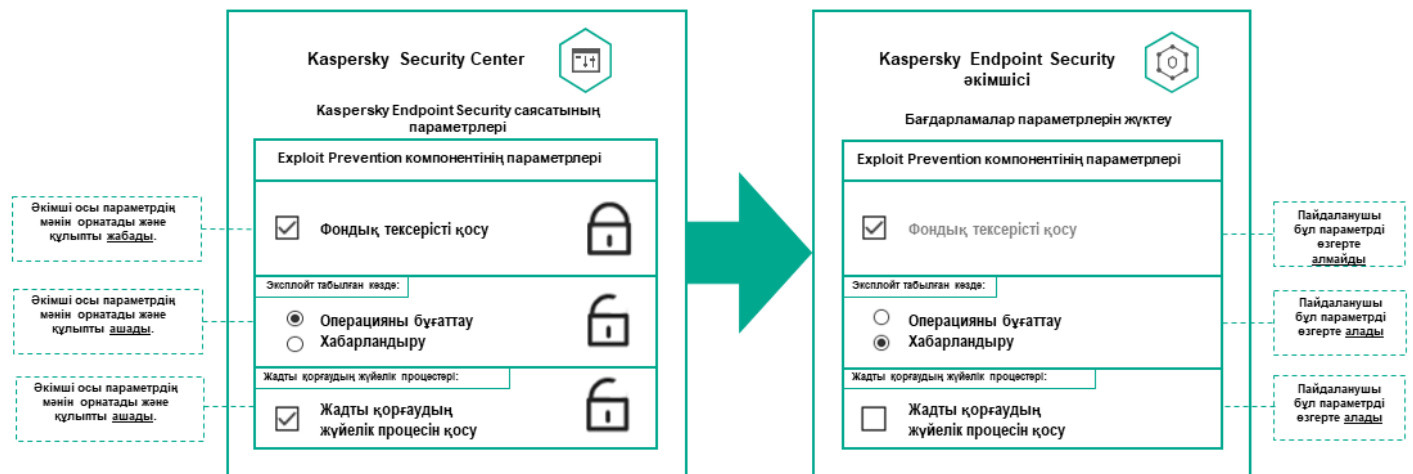 Kaspersky Security Center
Kaspersky Endpoint Security саясатының
параметрлері
Exploit Prevention компонентінің параметрлері
Әкімші осы параметрдің
мәнін орнатады және
құлыпты жабады.
Фондық тексерісті қосу
Эксплойт табылған кезде:
Әкімші осы параметрдің
мәнін орнатады және
құлыпты ашады.
Операцияны бұғаттау
Хабарландыру
Жадты қорғаудың жүйелік процестері:
Әкімші осы параметрдің
мәнін орнатады және
құлыпты ашады.
Жадты қорғаудың
жүйелік процесін қосу
Kaspersky Endpoint Security
әкімшісі
Бағдарламалар параметрлерін жүктеу
Exploit Prevention компонентінің параметрлері
Фондық тексерісті қосу
Пайдаланушы
бұл параметрді
өзгерте
алмайды
Эксплойт табылған кезде:
Операцияны бұғаттау
Хабарландыру
Пайдаланушы
бұл параметрді
өзгерте алады
Жадты қорғаудың жүйелік процестері:
Жадты қорғаудың
жүйелік процесін қосу
Пайдаланушы
бұл параметрді
өзгерте алады